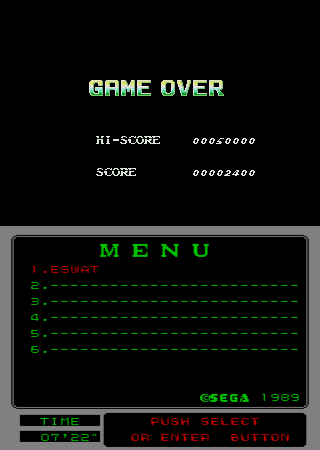 GAME OVER
HI-SCORE 00050000
SCORE 00002400
MENU
1.ESWAT
2.--------------------------------
3.--------------------------------
4.--------------------------------
5.--------------------------------
6.--------------------------------
©SEGA 1989
TIME
07'22"
PUSH SELECT
OR ENTER BUTTON